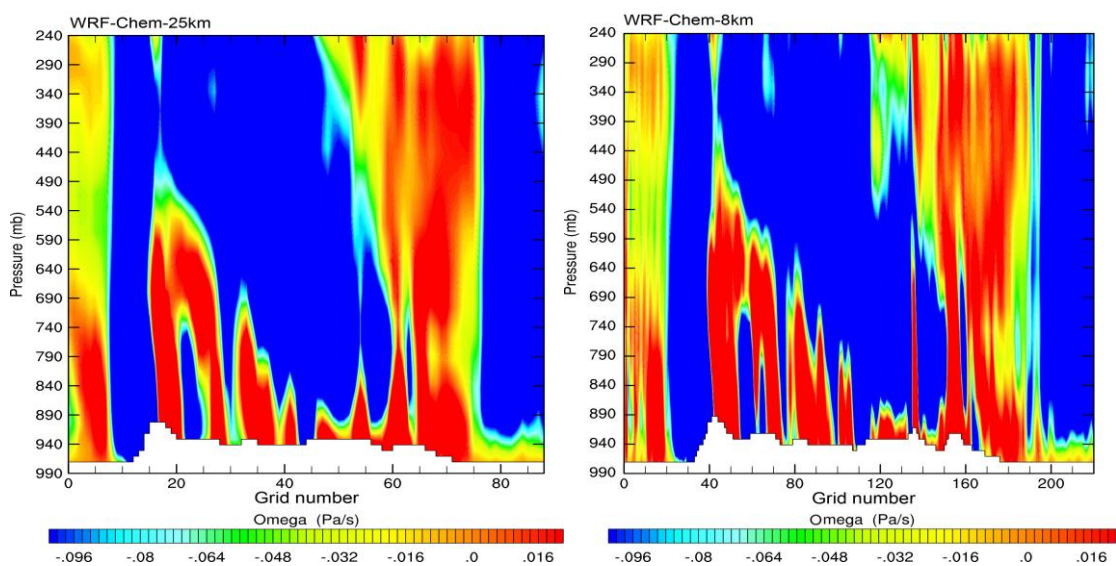 WRF-Chem-25km
Pressure (mb)
240
290
340
390
440
490
540
590
640
690
740
790
840
890
940
990
0 20 40 60 80
Grid number
Omega (Pa/s)
-.096 -.08 -.064 -.048 -.032 -.016 .0 .016
WRF-Chem-8km
Pressure (mb)
240
290
340
390
440
490
540
590
640
690
740
790
840
890
940
990
0 40 80 120 160 200
Grid number
Omega (Pa/s)
-.096 -.08 -.064 -.048 -.032 -.016 .0 .016